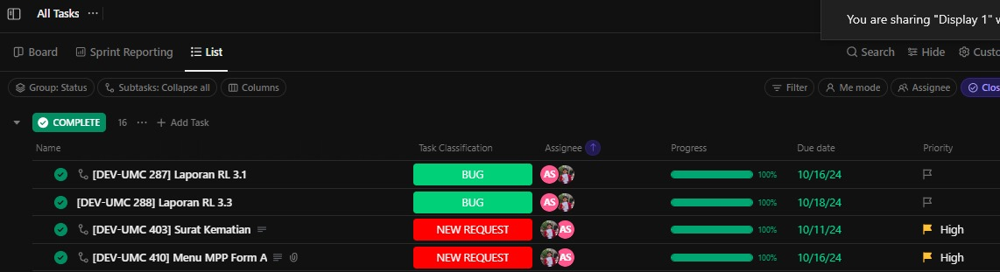 All Tasks ...
You are sharing "Display 1" w
Board Sprint Reporting List
Search Hide Custo
Group: Status Subtasks: Collapse all Columns
Filter Me mode Assignee Clos
COMPLETE 16 ... + Add Task
Name Task Classification Assignee Progress Due date Priority
[DEV-UMC 287] Laporan RL 3.1 BUG AS 100% 10/16/24
[DEV-UMC 288] Laporan RL 3.3 BUG AS 100% 10/18/24
[DEV-UMC 403] Surat Kematian NEW REQUEST AS 100% 10/11/24 High
[DEV-UMC 410] Menu MPP Form A NEW REQUEST AS 100% 10/16/24 High